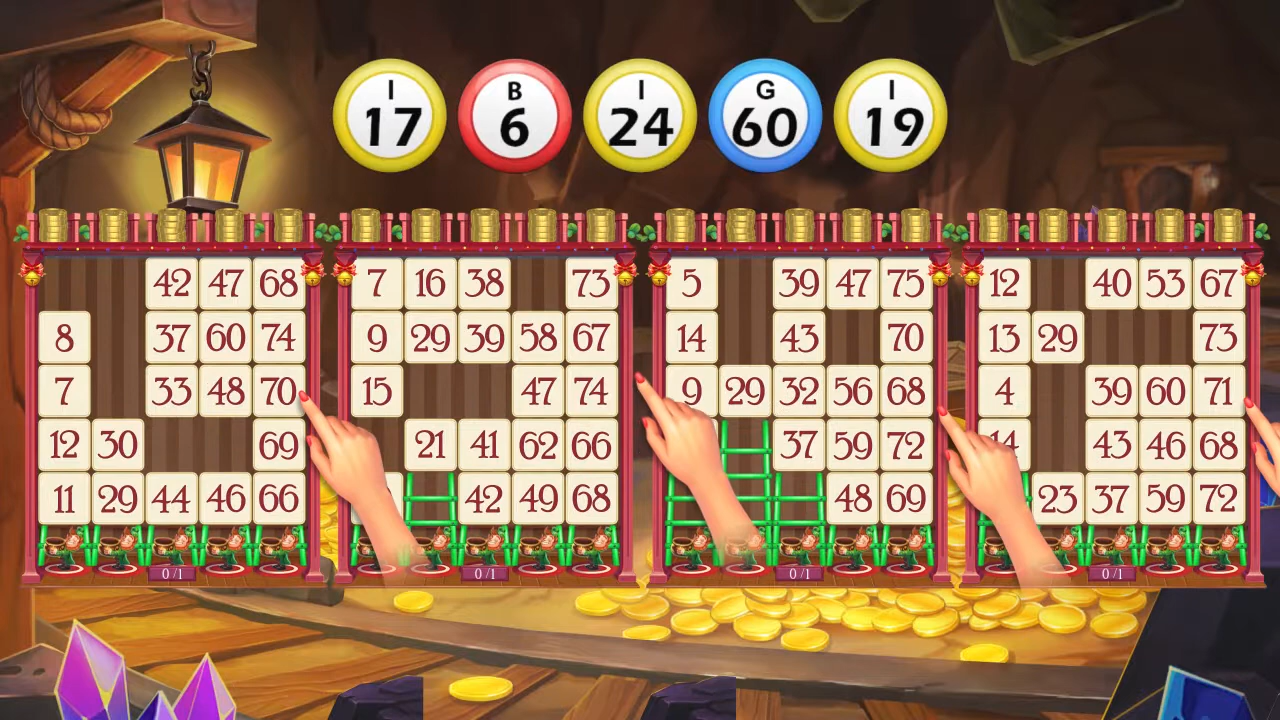 I B I G I
17 6 24 60 19
42 47 68
8 37 60 74
7 33 48 70
12 30 69
11 29 44 46 66
0/1
7 16 38 73
9 29 39 58 67
15 47 74
21 41 62 66
42 49 68
0/1
5 39 47 75
14 43 70
9 29 32 56 68
37 59 72
48 69
0/1
12 40 53 67
13 29 73
4 39 60 71
14 43 46 68
23 37 59 72
0/1